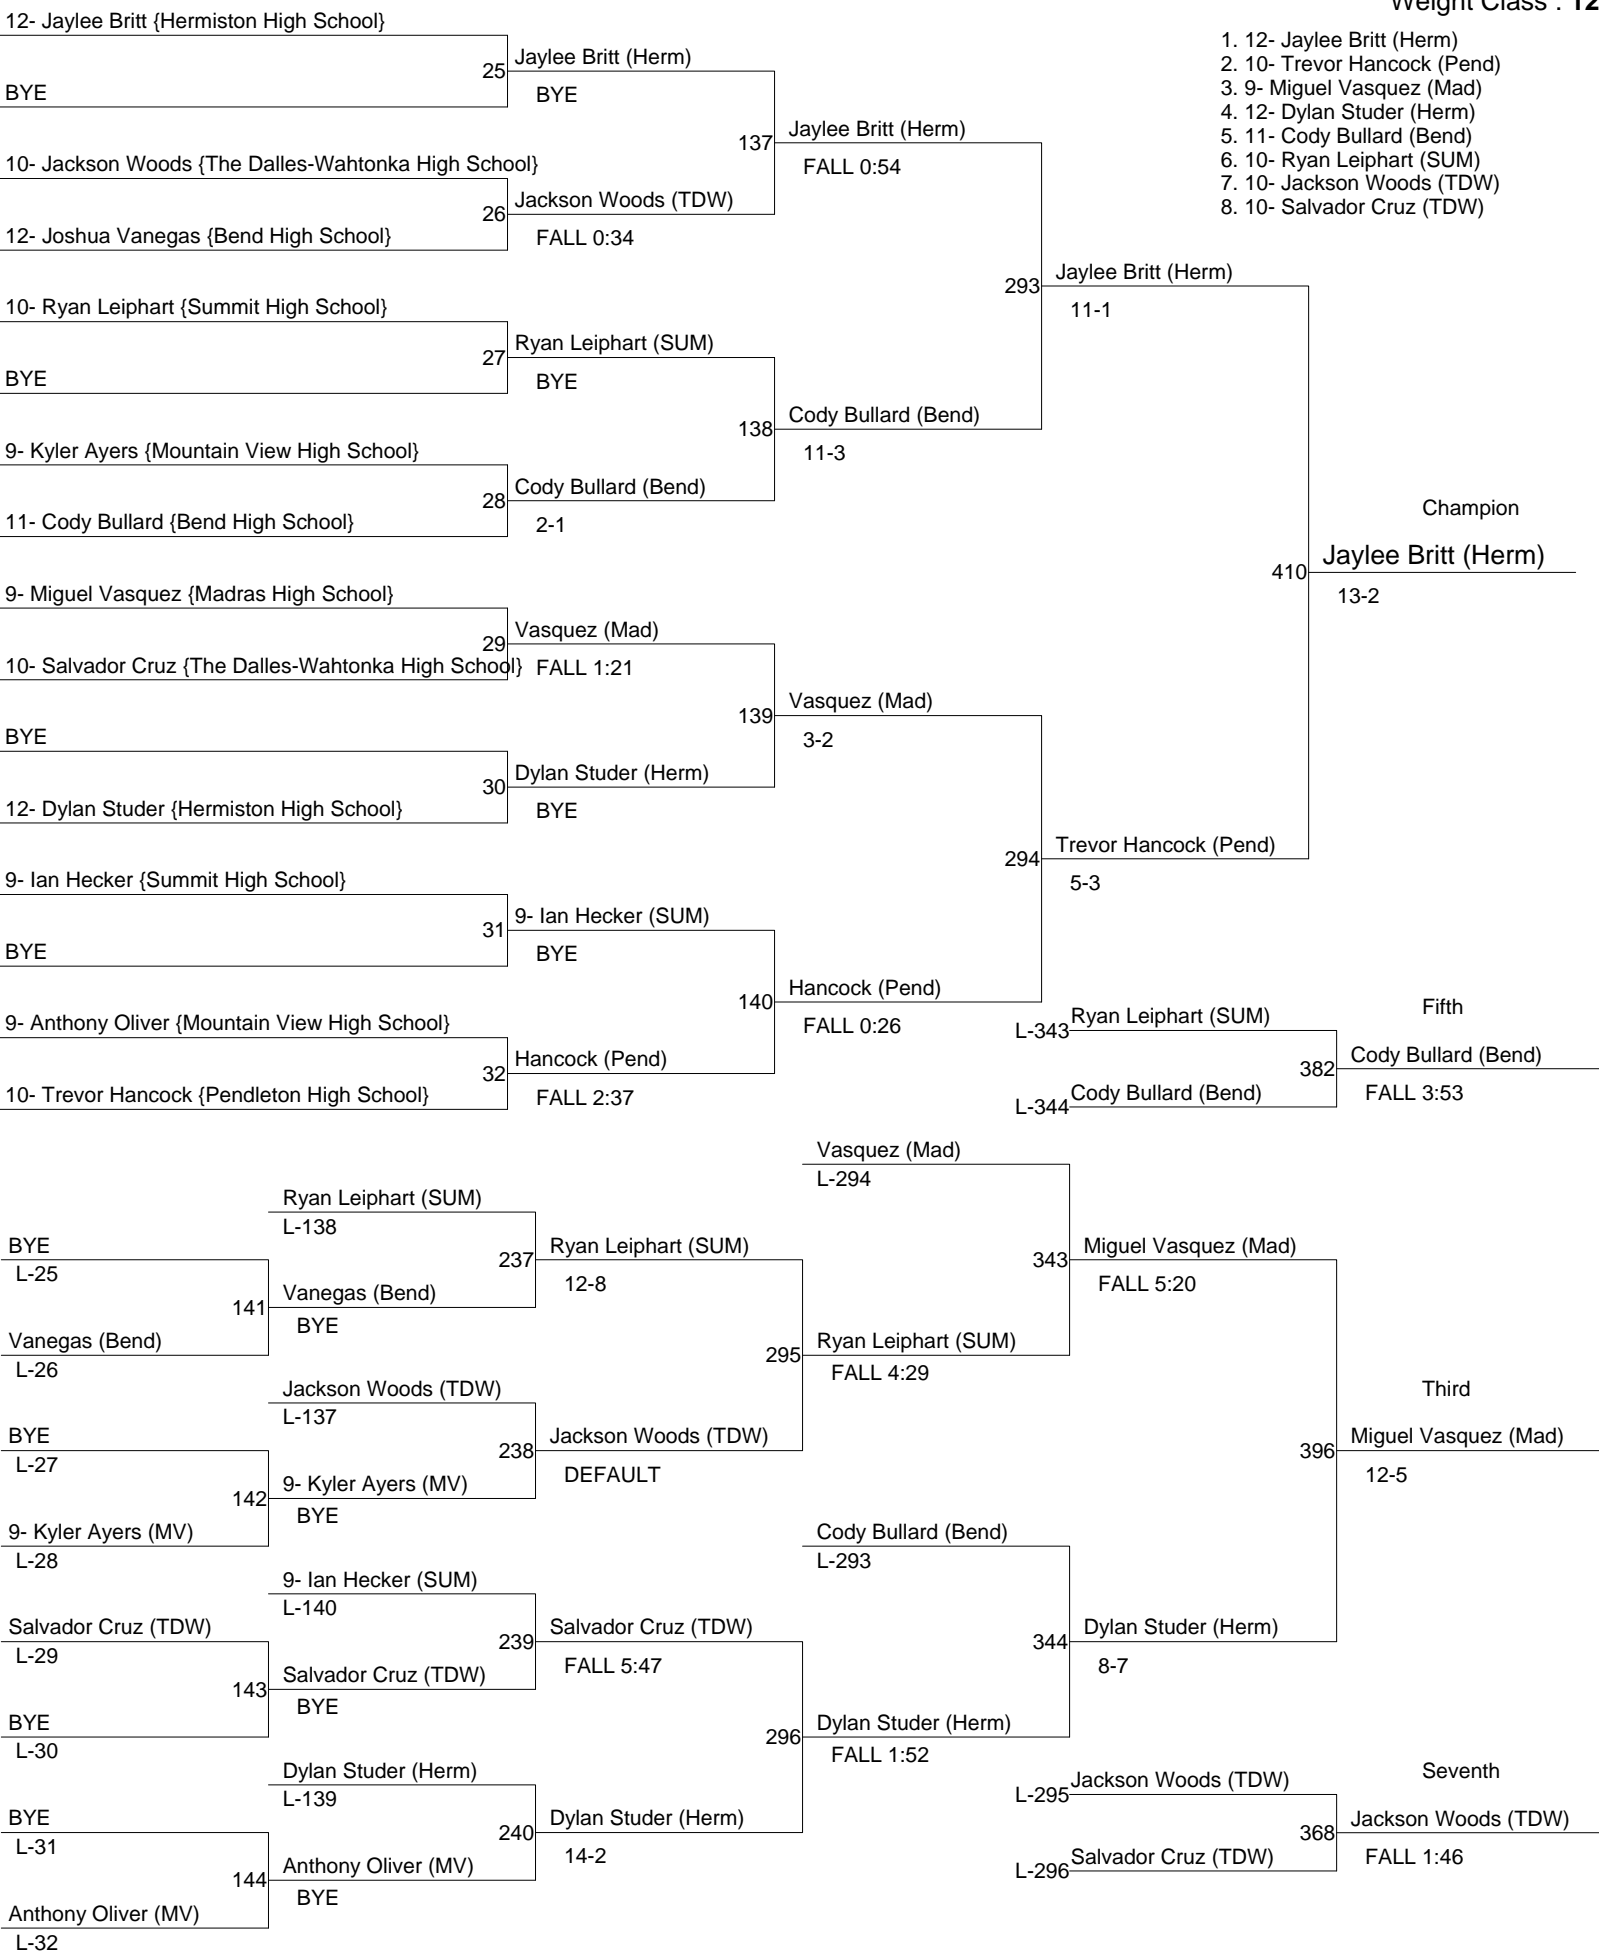 Weight Class : 12
1. 12- Jaylee Britt (Herm)
2. 10- Trevor Hancock (Pend)
3. 9- Miguel Vasquez (Mad)
4. 12- Dylan Studer (Herm)
5. 11- Cody Bullard (Bend)
6. 10- Ryan Leiphart (SUM)
7. 10- Jackson Woods (TDW)
8. 10- Salvador Cruz (TDW)
12- Jaylee Britt {Hermiston High School}
BYE
10- Jackson Woods {The Dalles-Wahtonka High School}
12- Joshua Vanegas {Bend High School}
10- Ryan Leiphart {Summit High School}
BYE
9- Kyler Ayers {Mountain View High School}
11- Cody Bullard {Bend High School}
9- Miguel Vasquez {Madras High School}
10- Salvador Cruz {The Dalles-Wahtonka High School}
BYE
12- Dylan Studer {Hermiston High School}
9- Ian Hecker {Summit High School}
BYE
9- Anthony Oliver {Mountain View High School}
10- Trevor Hancock {Pendleton High School}
25
Jaylee Britt (Herm)
BYE
26
Jackson Woods (TDW)
FALL 0:34
27
Ryan Leiphart (SUM)
BYE
28
Cody Bullard (Bend)
2-1
29
Vasquez (Mad)
FALL 1:21
30
Dylan Studer (Herm)
BYE
31
9- Ian Hecker (SUM)
BYE
32
Hancock (Pend)
FALL 2:37
137
Jaylee Britt (Herm)
FALL 0:54
138
Cody Bullard (Bend)
11-3
139
Vasquez (Mad)
3-2
140
Hancock (Pend)
FALL 0:26
293
Jaylee Britt (Herm)
11-1
294
Trevor Hancock (Pend)
5-3
Champion
410
Jaylee Britt (Herm)
13-2
Fifth
L-343
Ryan Leiphart (SUM)
L-344
Cody Bullard (Bend)
382
Cody Bullard (Bend)
FALL 3:53
BYE
L-25
Vanegas (Bend)
L-26
BYE
L-27
9- Kyler Ayers (MV)
L-28
Salvador Cruz (TDW)
L-29
BYE
L-30
BYE
L-31
Anthony Oliver (MV)
L-32
Ryan Leiphart (SUM)
L-138
141
Vanegas (Bend)
BYE
Jackson Woods (TDW)
L-137
142
9- Kyler Ayers (MV)
BYE
9- Ian Hecker (SUM)
L-140
143
Salvador Cruz (TDW)
BYE
Dylan Studer (Herm)
L-139
144
Anthony Oliver (MV)
BYE
237
Ryan Leiphart (SUM)
12-8
238
Jackson Woods (TDW)
DEFAULT
239
Salvador Cruz (TDW)
FALL 5:47
240
Dylan Studer (Herm)
14-2
Vasquez (Mad)
L-294
295
Ryan Leiphart (SUM)
FALL 4:29
Cody Bullard (Bend)
L-293
296
Dylan Studer (Herm)
FALL 1:52
343
Miguel Vasquez (Mad)
FALL 5:20
344
Dylan Studer (Herm)
8-7
Third
396
Miguel Vasquez (Mad)
12-5
Seventh
L-295
Jackson Woods (TDW)
L-296
Salvador Cruz (TDW)
368
Jackson Woods (TDW)
FALL 1:46